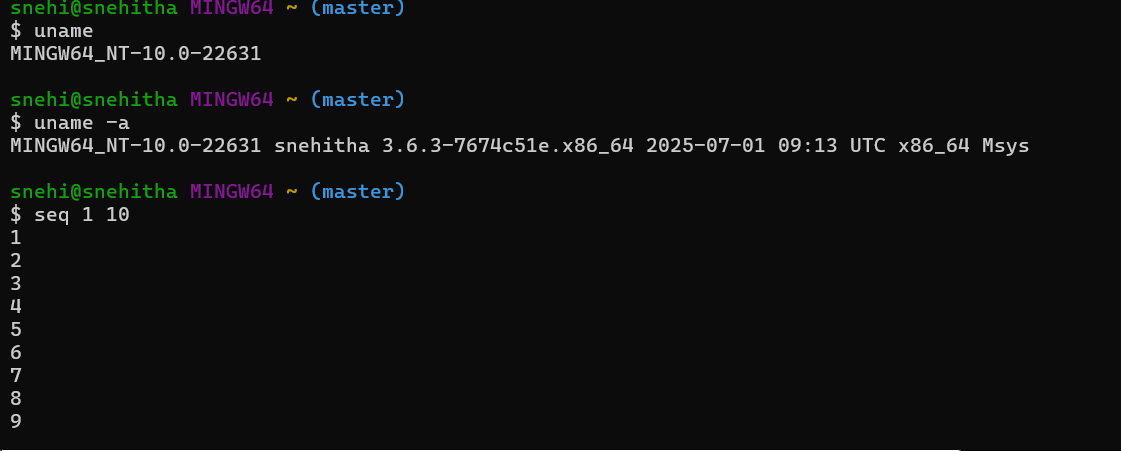 snehi@snehitha MINGW64 ~ (master)
$ uname
MINGW64_NT-10.0-22631

snehi@snehitha MINGW64 ~ (master)
$ uname -a
MINGW64_NT-10.0-22631 snehitha 3.6.3-7674c51e.x86_64 2025-07-01 09:13 UTC x86_64 Msys

snehi@snehitha MINGW64 ~ (master)
$ seq 1 10
1
2
3
4
5
6
7
8
9